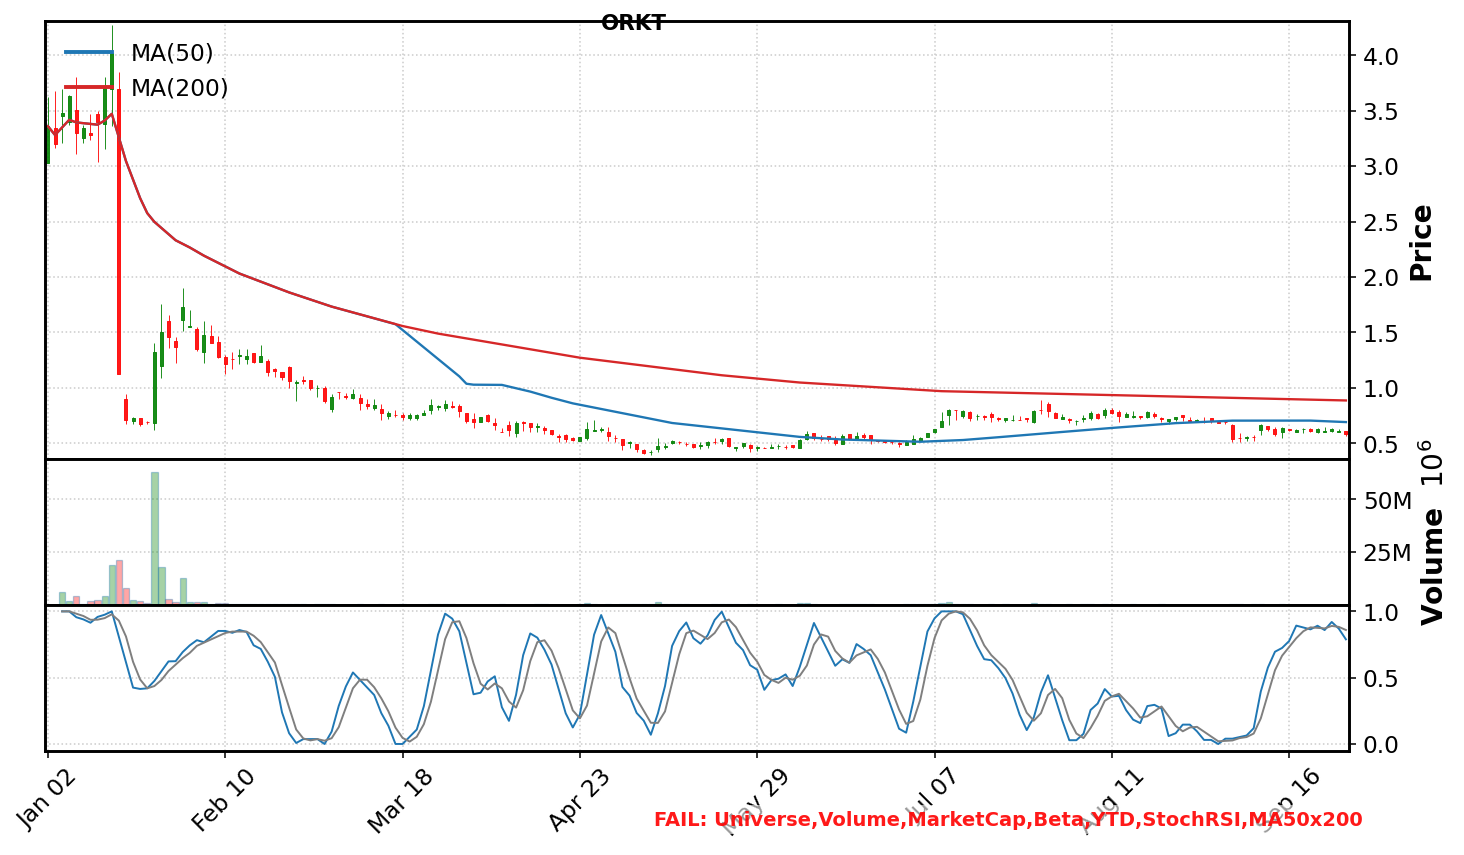 ORKT
MA(50)
MA(200)
4.0
3.5
3.0
2.5
2.0
1.5
1.0
0.5
Price
50M
25M
Volume 10^6
1.0
0.5
0.0
Jan 02
Feb 10
Mar 18
Apr 23
May 29
Jul 07
Aug 11
Sep 16
FAIL: Universe,Volume,MarketCap,Beta,YTD,StochRSI,MA50x200